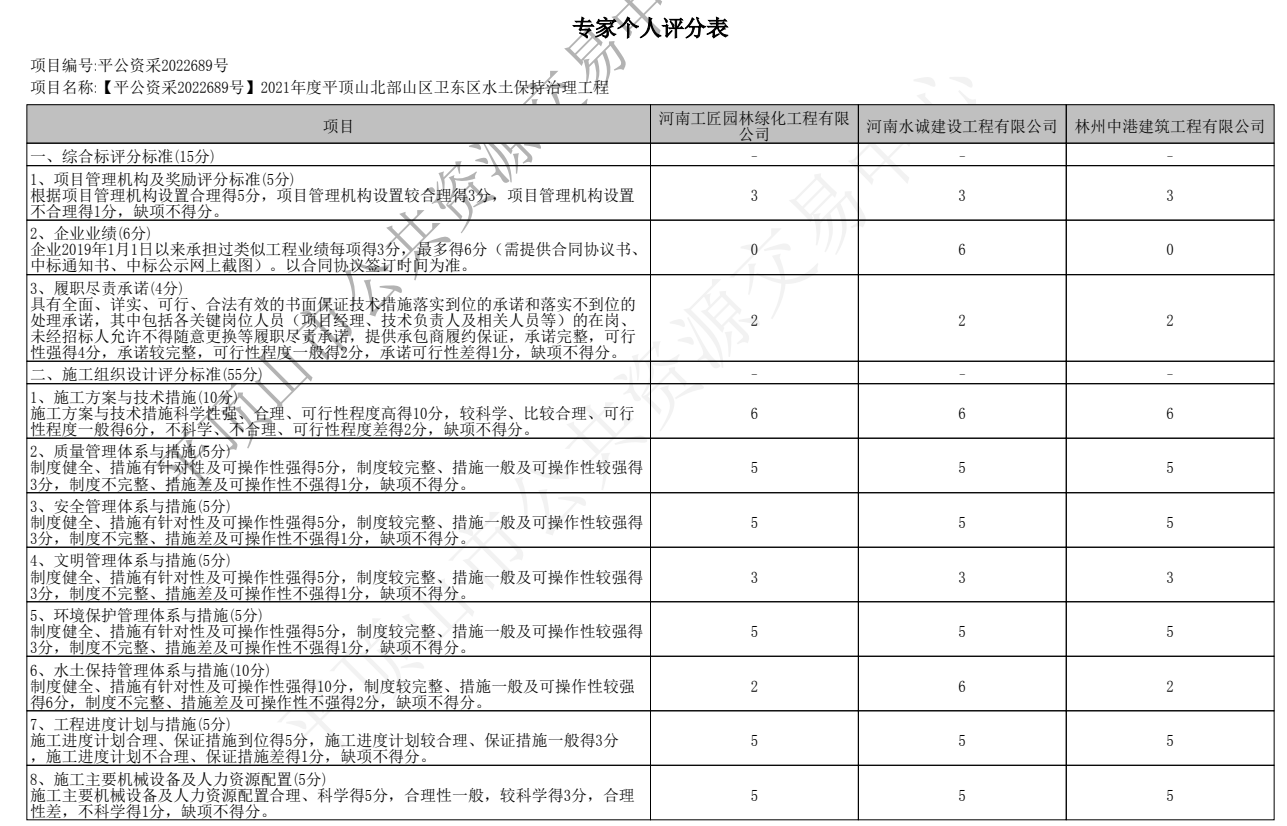 专家个人评分表
项目编号:平公资采2022689号
项目名称:【平公资采2022689号】2021年度平顶山北部山区卫东区水土保持治理工程
项目 河南工匠园林绿化工程有限公司 河南水诚建设工程有限公司 林州中港建筑工程有限公司
一、综合标评分标准(15分) - - -
1、项目管理机构及奖励评分标准(5分)
根据项目管理机构设置合理得5分，项目管理机构设置较合理得3分，项目管理机构设置
不合理得1分，缺项不得分。
3 3 3
2、企业业绩(6分)
企业2019年1月1日以来承担过类似工程业绩每项得3分，最多得6分（需提供合同协议书、
中标通知书、中标公示网上截图）。以合同协议签订时间为准。
0 6 0
3、履职尽责承诺(4分)
具有全面、详实、可行、合法有效的书面保证技术措施落实到位的承诺和落实不到位的
处理承诺，其中包括各关键岗位人员（项目经理、技术负责人及相关人员等）的在岗、
未经招标人允许不得随意更换等履职尽责承诺，提供承包商履约保证，承诺完整，可行
性强得4分，承诺较完整，可行性程度一般得2分，承诺可行性差得1分，缺项不得分。
2 2 2
二、施工组织设计评分标准(55分) - - -
1、施工方案与技术措施(10分)
施工方案与技术措施科学性强、合理、可行性程度高得10分，较科学、比较合理、可行
性程度一般得6分，不科学、不合理、可行性程度差得2分，缺项不得分。
6 6 6
2、质量管理体系与措施(5分)
制度健全、措施有针对性及可操作性强得5分，制度较完整、措施一般及可操作性较强得
3分，制度不完整、措施差及可操作性不强得1分，缺项不得分。
5 5 5
3、安全管理体系与措施(5分)
制度健全、措施有针对性及可操作性强得5分，制度较完整、措施一般及可操作性较强得
3分，制度不完整、措施差及可操作性不强得1分，缺项不得分。
5 5 5
4、文明管理体系与措施(5分)
制度健全、措施有针对性及可操作性强得5分，制度较完整、措施一般及可操作性较强得
3分，制度不完整、措施差及可操作性不强得1分，缺项不得分。
3 3 3
5、环境保护管理体系与措施(5分)
制度健全、措施有针对性及可操作性强得5分，制度较完整、措施一般及可操作性较强得
3分，制度不完整、措施差及可操作性不强得1分，缺项不得分。
5 5 5
6、水土保持管理体系与措施(10分)
制度健全、措施有针对性及可操作性强得10分，制度较完整、措施一般及可操作性较强
得6分，制度不完整、措施差及可操作性不强得2分，缺项不得分。
2 6 2
7、工程进度计划与措施(5分)
施工进度计划合理、保证措施到位得5分，施工进度计划较合理、保证措施一般得3分
，施工进度计划不合理、保证措施差得1分，缺项不得分。
5 5 5
8、施工主要机械设备及人力资源配置(5分)
施工主要机械设备及人力资源配置合理、科学得5分，合理性一般，较科学得3分，合理
性差，不科学得1分，缺项不得分。
5 5 5
平顶山市公共资源交易中
平顶山市公共资源交易中心